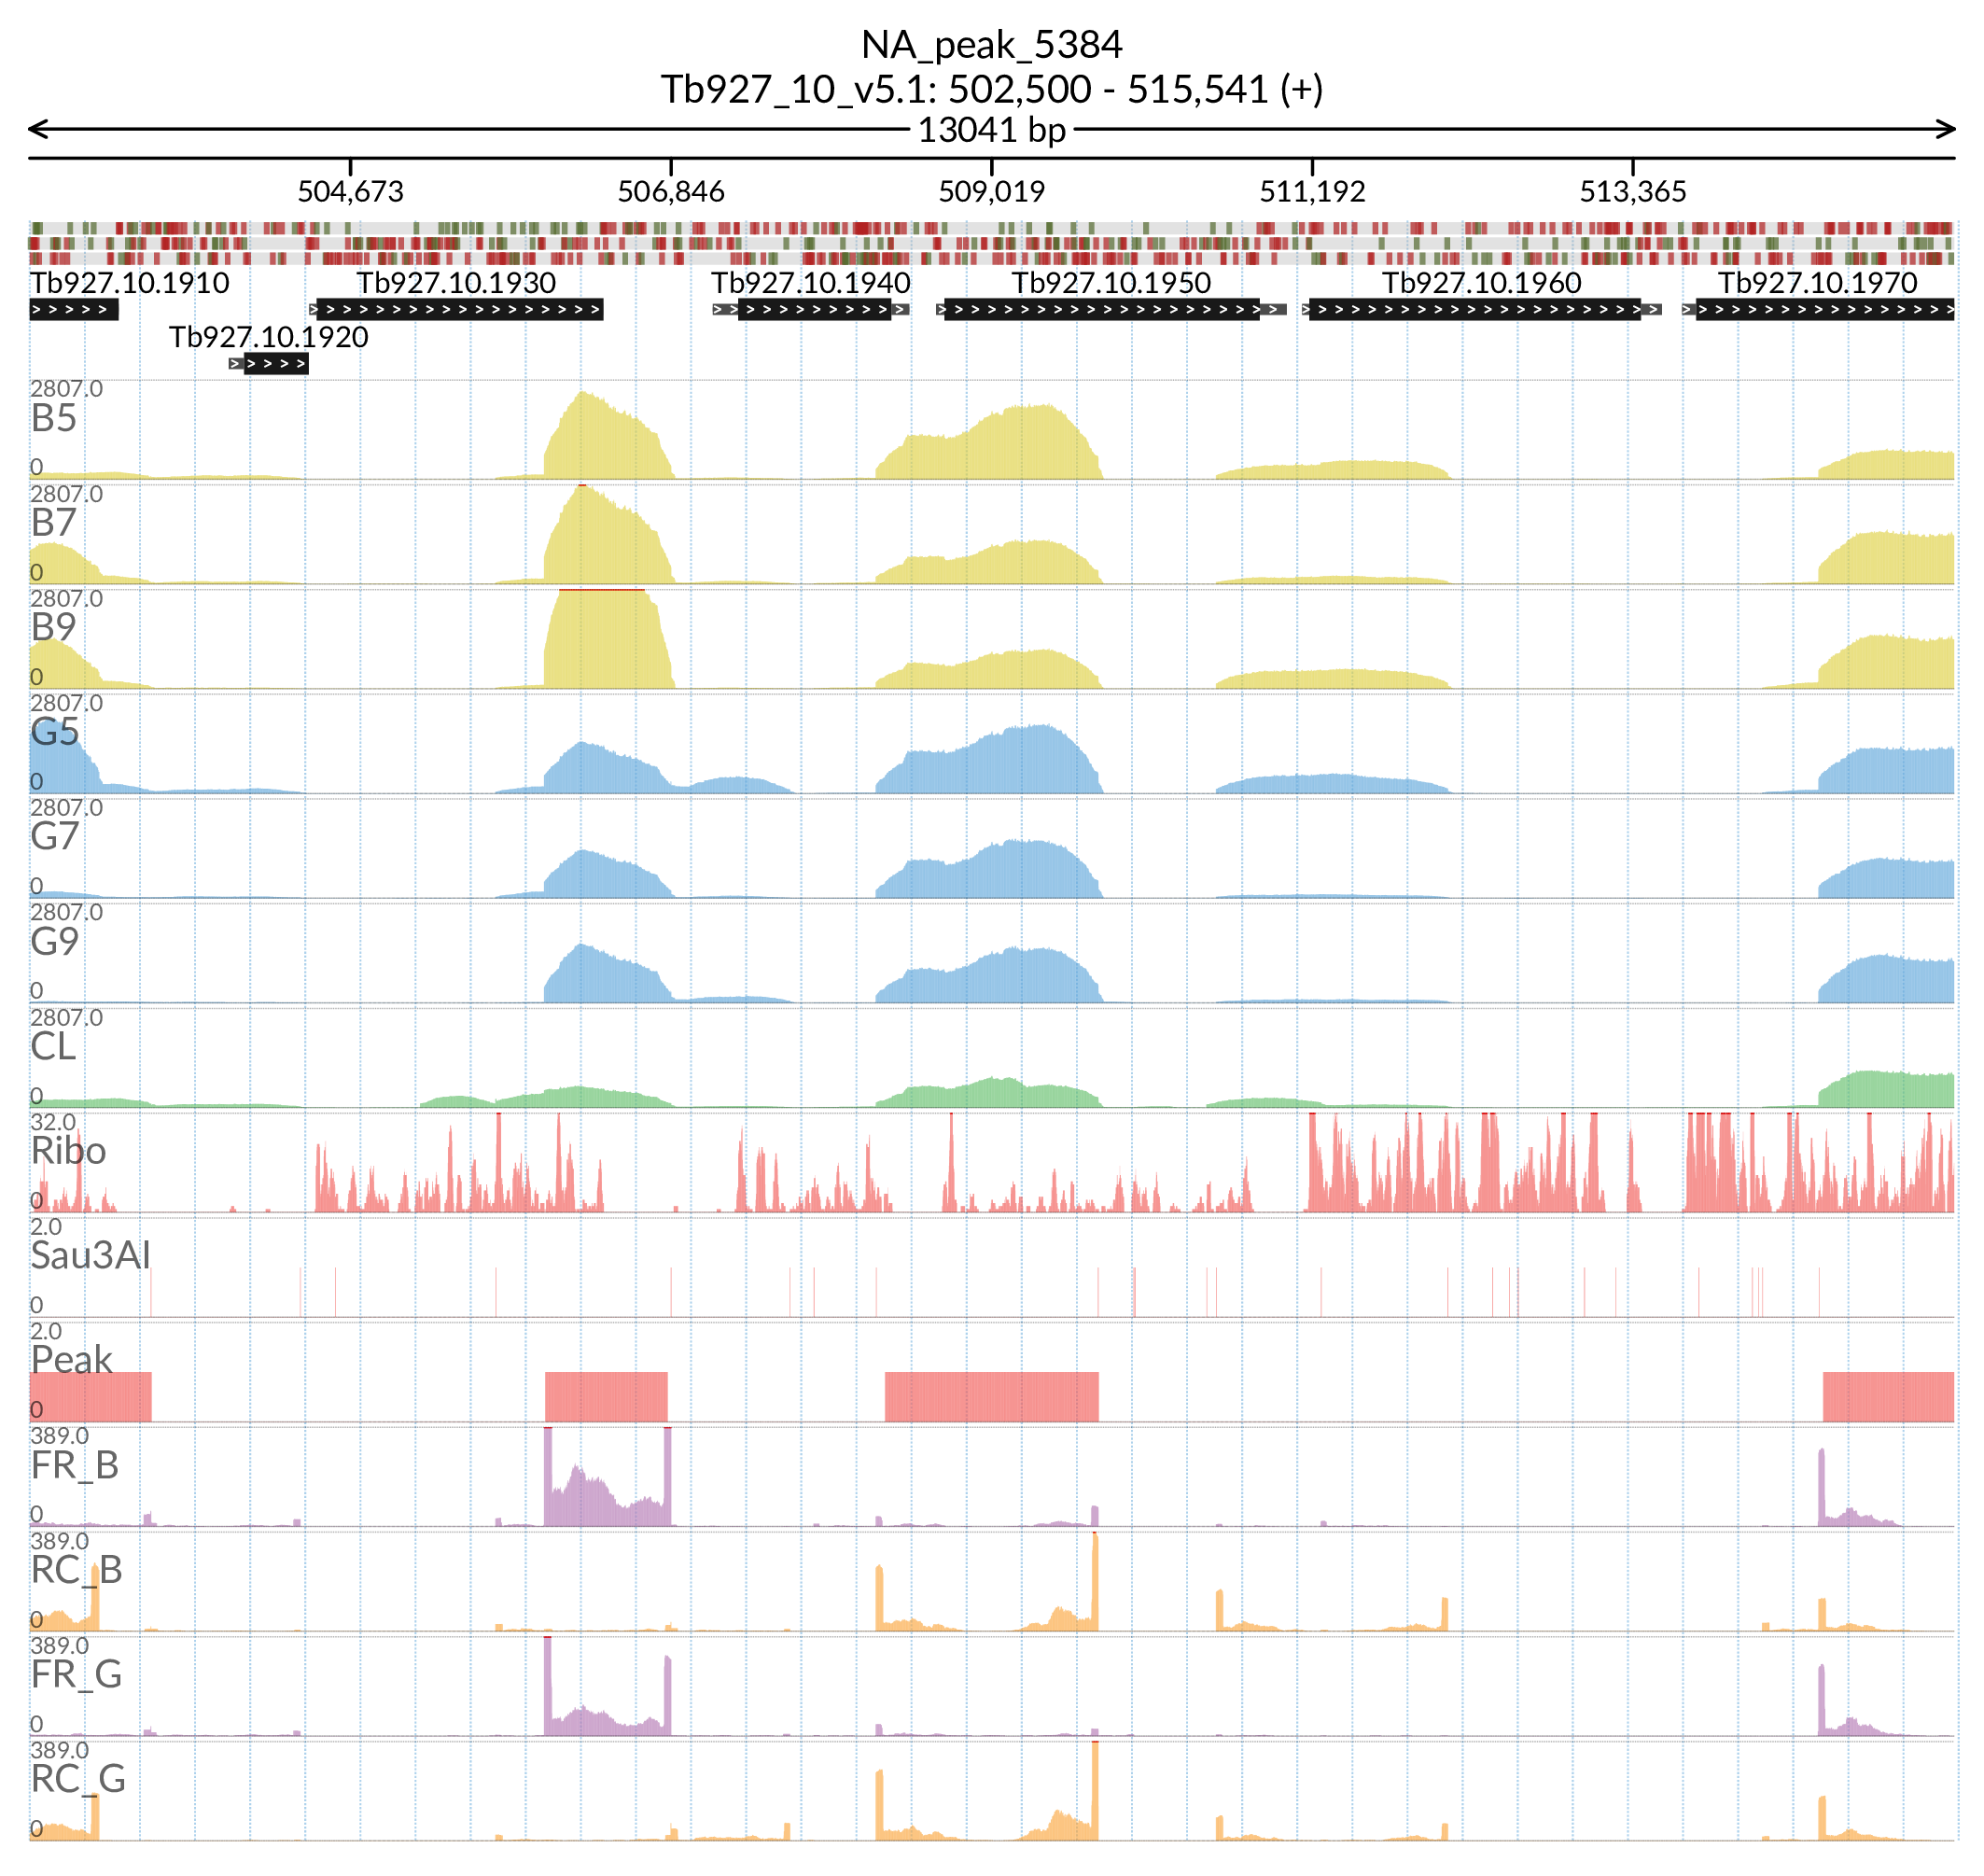 NA_peak_5384
Tb927_10_v5.1: 502,500 - 515,541 (+)
13041 bp
504,673 506,846 509,019 511,192 513,365
Tb927.10.1910 Tb927.10.1930 Tb927.10.1940 Tb927.10.1950 Tb927.10.1960 Tb927.10.1970
Tb927.10.1920
2807.0
B5
0
2807.0
B7
0
2807.0
B9
0
2807.0
G5
0
2807.0
G7
0
2807.0
G9
0
2807.0
CL
0
32.0
Ribo
0
2.0
Sau3AI
0
2.0
Peak
0
389.0
FR_B
0
389.0
RC_B
0
389.0
FR_G
0
389.0
RC_G
0